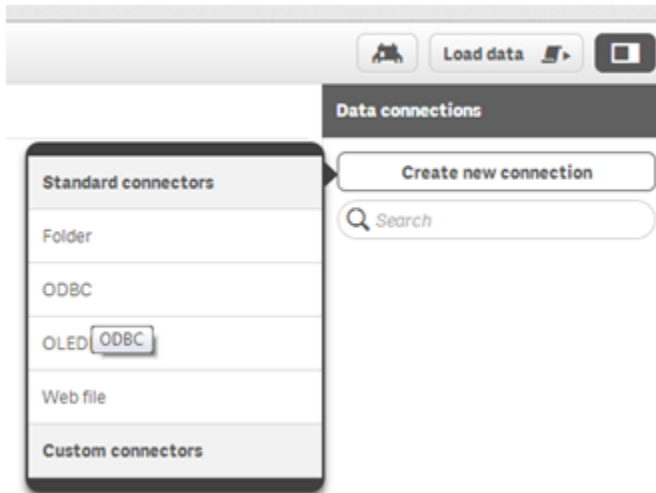 Load data
Data connections
Create new connection
Search
Standard connectors
Folder
ODBC
OLED
ODBC
Web file
Custom connectors